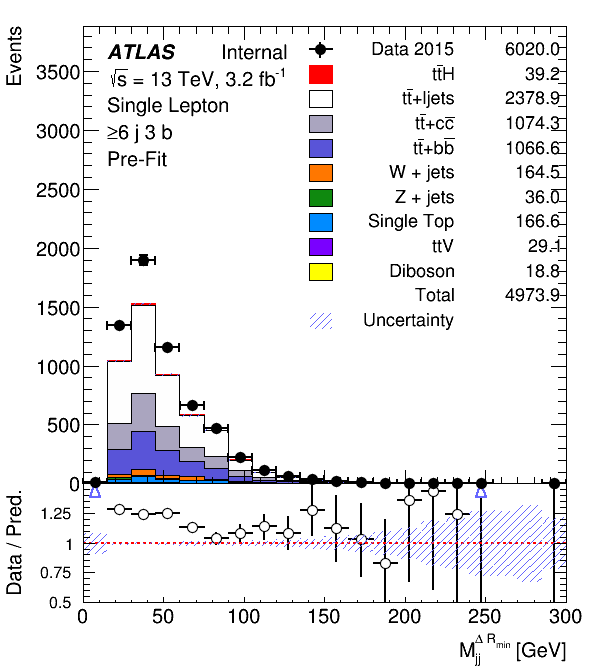 Events
3500
3000
2500
2000
1500
1000
500
0
ATLAS Internal
√s = 13 TeV, 3.2 fb⁻¹
Single Lepton
≥6 j 3 b
Pre-Fit
Data 2015 6020.0
tt̄H 39.2
tt̄+ljets 2378.9
tt̄+cc̄ 1074.3
tt̄+bb̄ 1066.6
W + jets 164.5
Z + jets 36.0
Single Top 166.6
ttV 29.1
Diboson 18.8
Total 4973.9
Uncertainty
Data / Pred.
1.25
1
0.75
0.5
0 50 100 150 200 250 300
M_jj^Δ R_min [GeV]